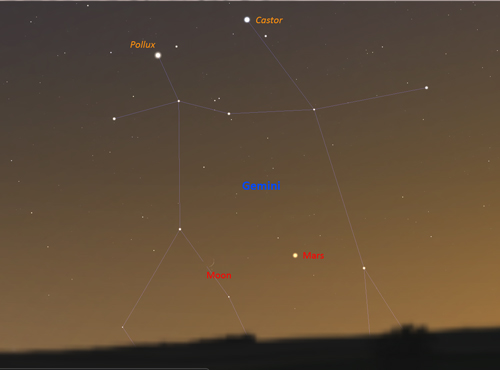 Castor
Pollux
Gemini
Mars
Moon